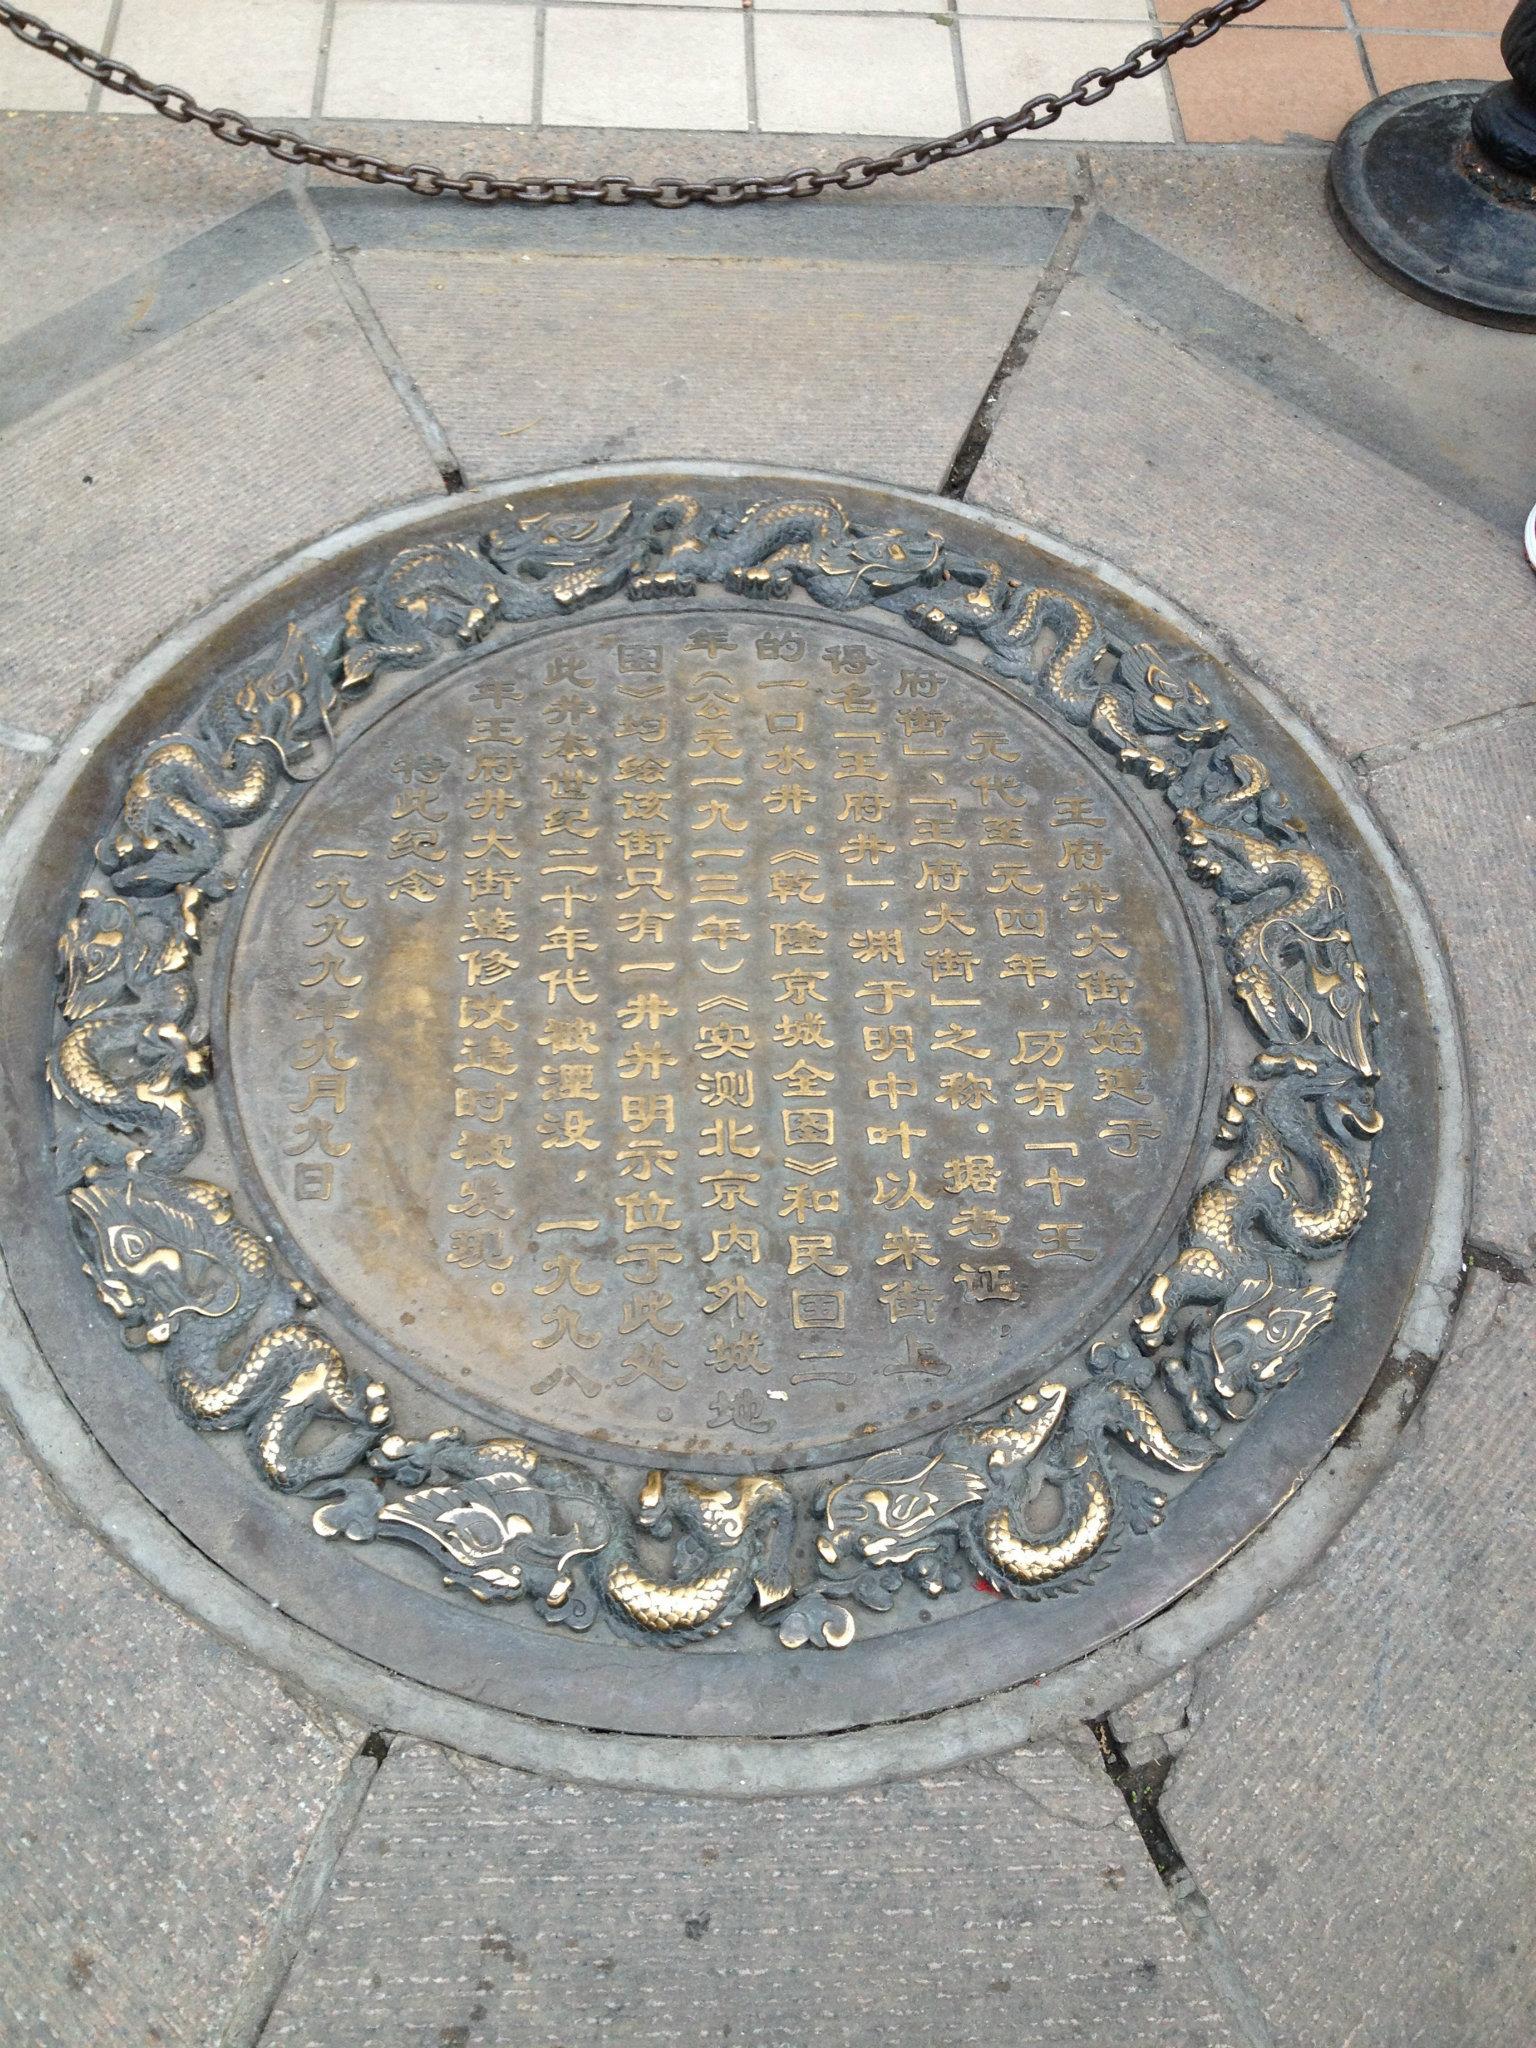 王府井大街始建于
元代至元四年，历有「十王
府街」、「王府大街」之称．据考证，
得名「王府井」，渊于明中叶以来街上
的一口水井．《乾隆京城全图》和民国二
年（公元一九一三年）《实测北京内外城地
图》均绘该街只有一井并明示位于此处。
此井本世纪二十年代被湮没，一九九八
年王府井大街整修改造时被发现。
特此纪念
一九九九年九月九日